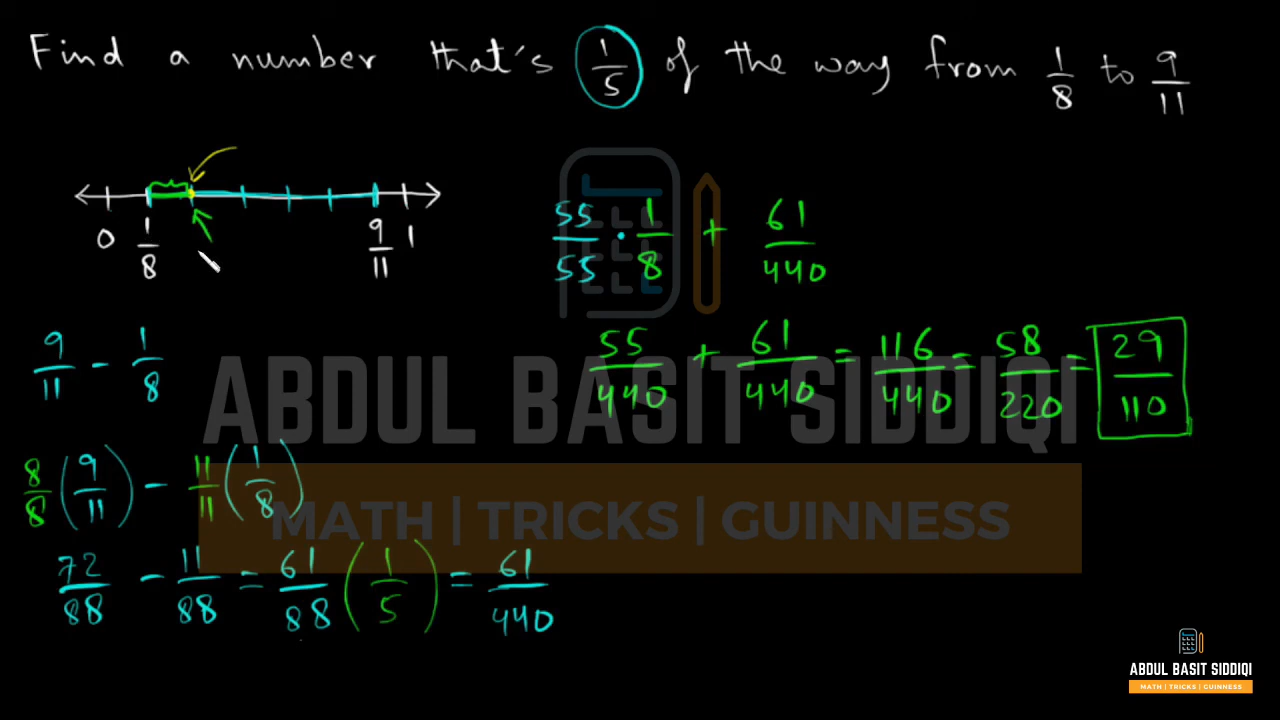 Find a number that's 1/5 of the way from 1/8 to 9/11
0 1/8 9/11 1
55/55 · 1/8 + 61/440
55/440 + 61/440 = 116/440 = 58/220 = 29/110
9/11 - 1/8
8/8 (9/11) - 11/11 (1/8)
72/88 - 11/88 = 61/88 (1/5) = 61/440
ABDUL BASIT SIDDIQI
MATH | TRICKS | GUINNESS
ABDUL BASIT SIDDIQI
MATH | TRICKS | GUINNESS